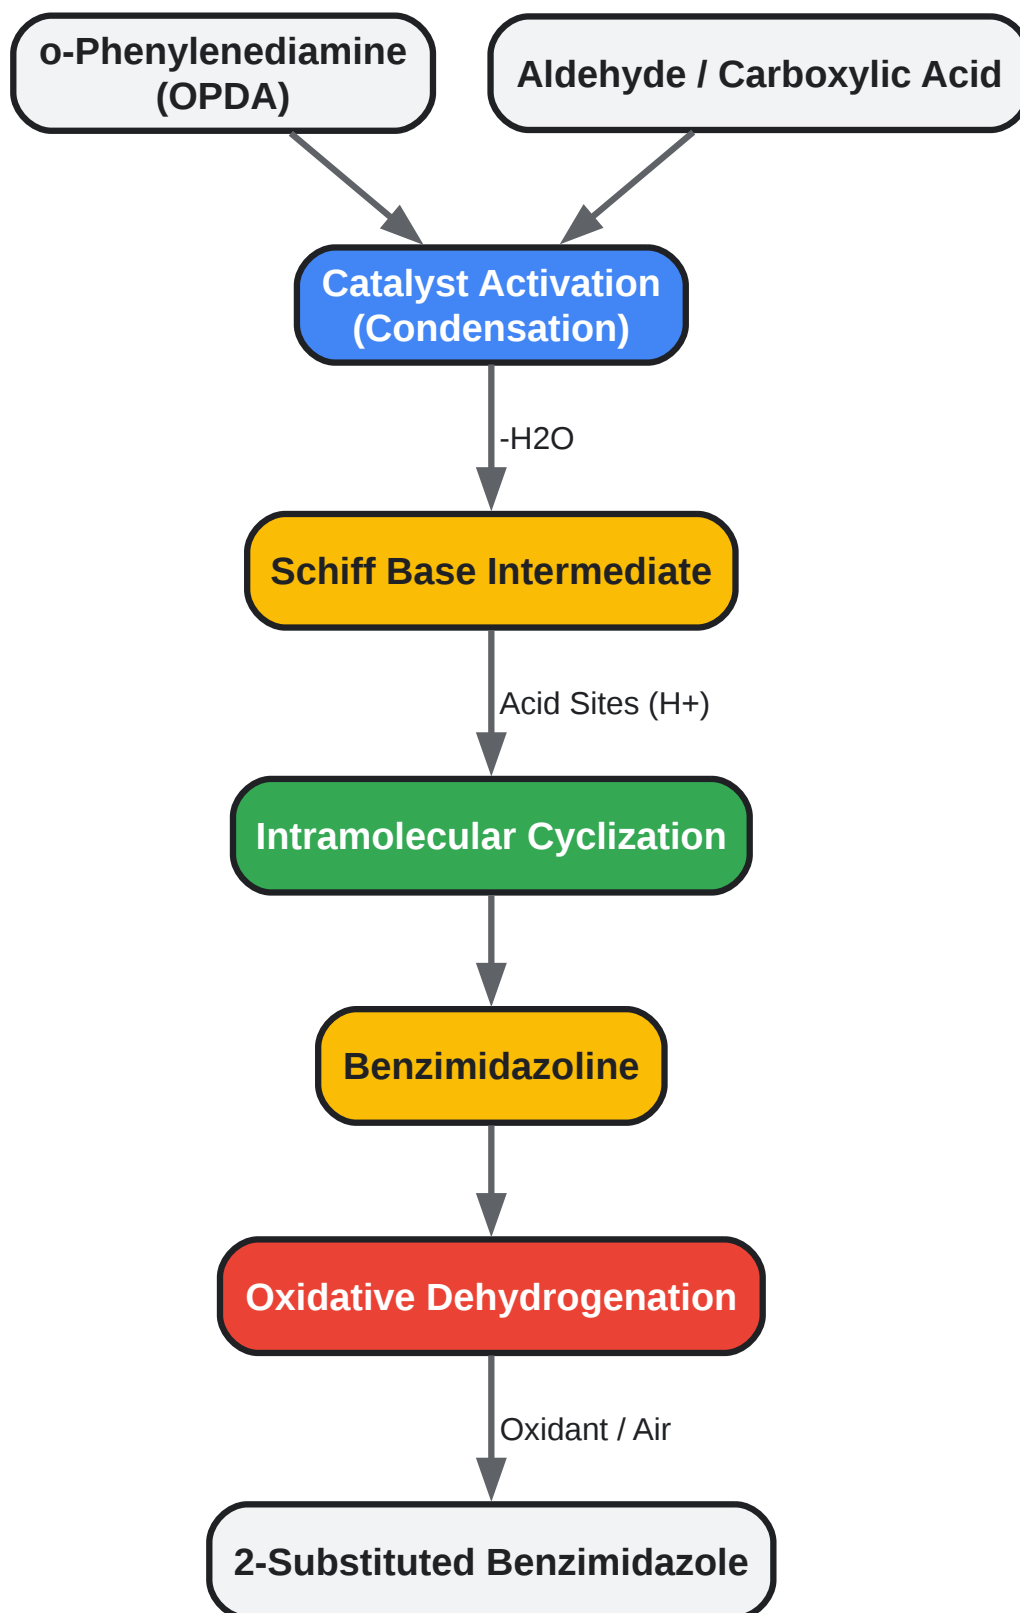 o-Phenylenediamine
(OPDA)
Aldehyde / Carboxylic Acid
Catalyst Activation
(Condensation)
-H2O
Schiff Base Intermediate
Acid Sites (H+)
Intramolecular Cyclization
Benzimidazoline
Oxidative Dehydrogenation
Oxidant / Air
2-Substituted Benzimidazole